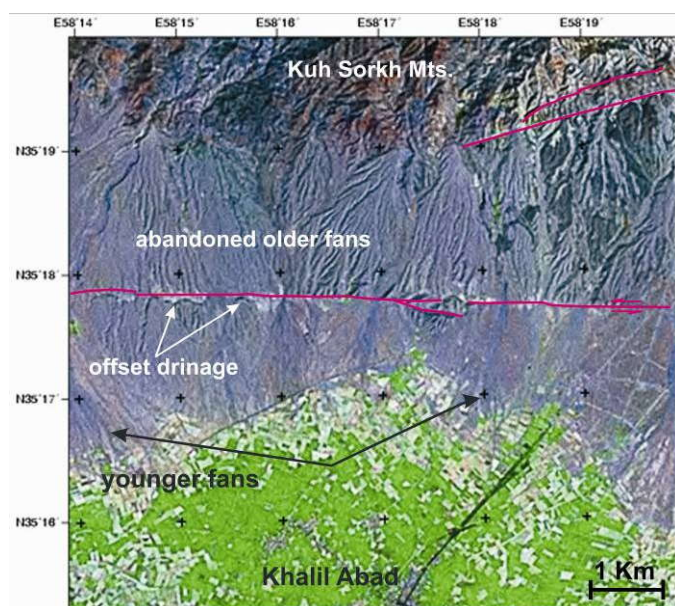 E58°14´ E58°15´ E58°16´ E58°17´ E58°18´ E58°19´
Kuh Sorkh Mts.
N35°19´
abandoned older fans
N35°18´
offset drinage
N35°17´
younger fans
N35°16´
Khalil Abad
1 Km